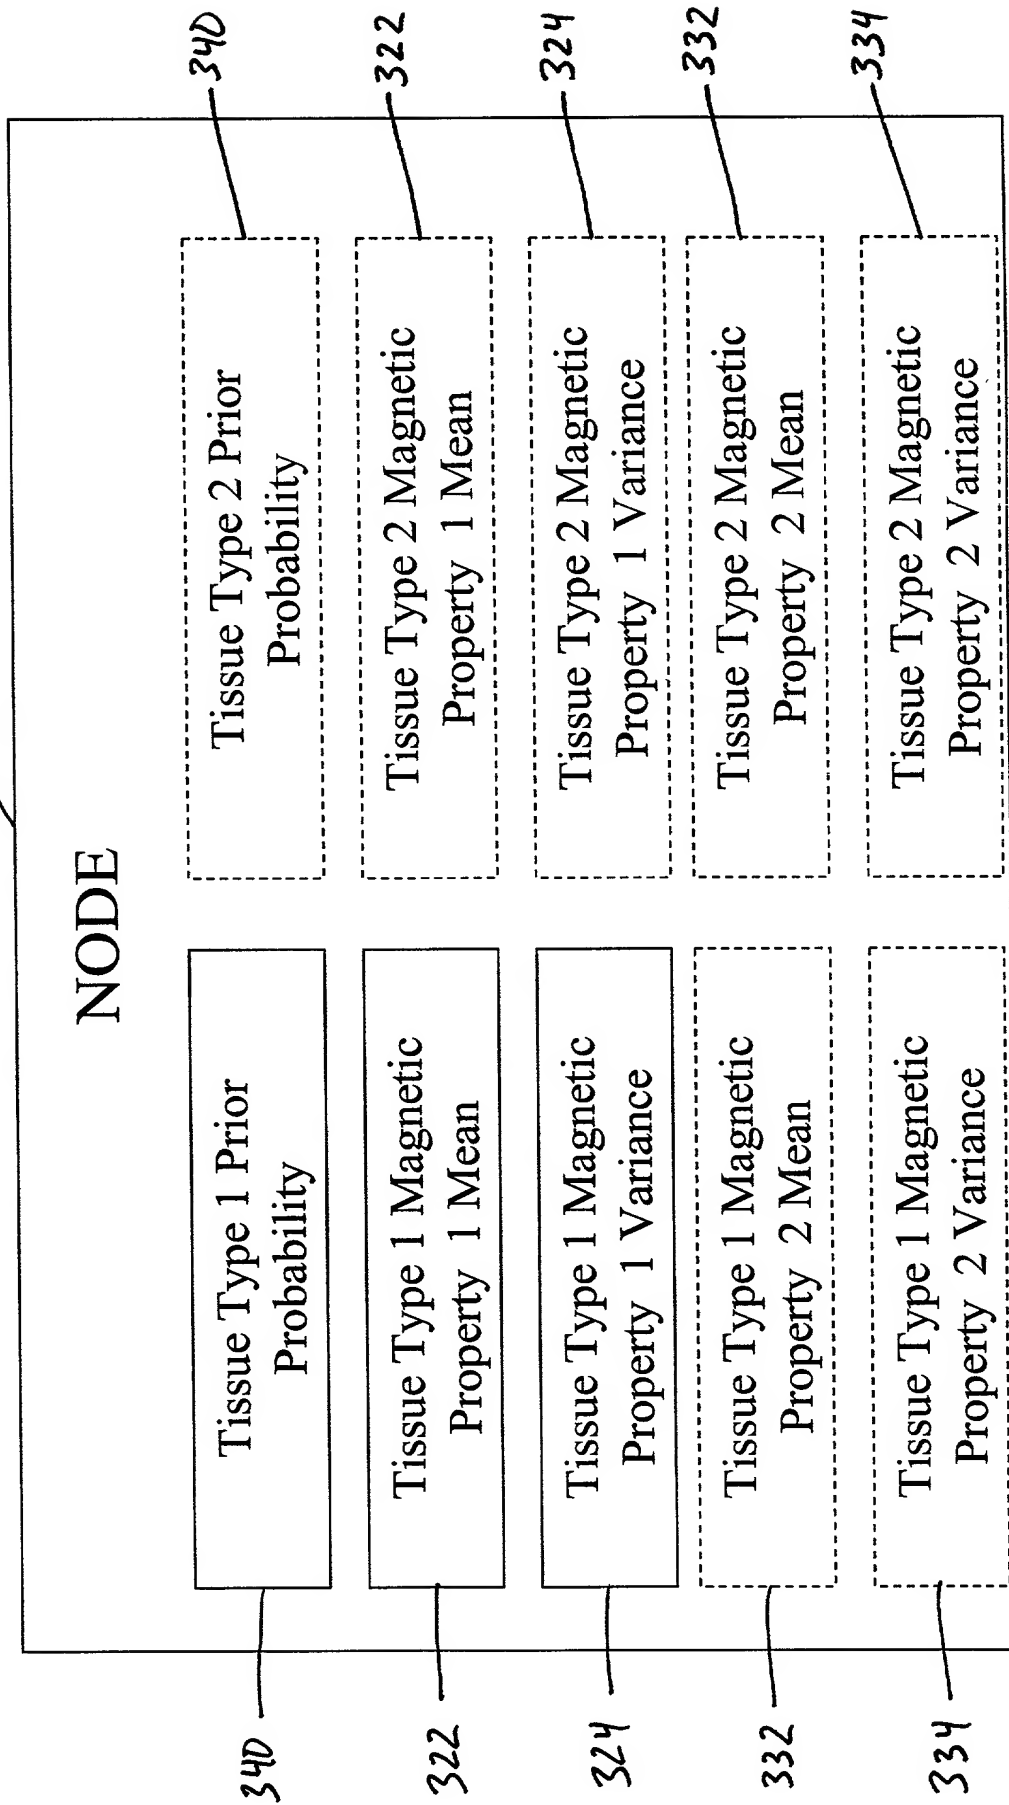 NODE
340
Tissue Type 1 Prior
Probability
Tissue Type 2 Prior
Probability
340
322
Tissue Type 1 Magnetic
Property 1 Mean
Tissue Type 2 Magnetic
Property 1 Mean
322
324
Tissue Type 1 Magnetic
Property 1 Variance
Tissue Type 2 Magnetic
Property 1 Variance
324
332
Tissue Type 1 Magnetic
Property 2 Mean
Tissue Type 2 Magnetic
Property 2 Mean
332
334
Tissue Type 1 Magnetic
Property 2 Variance
Tissue Type 2 Magnetic
Property 2 Variance
334